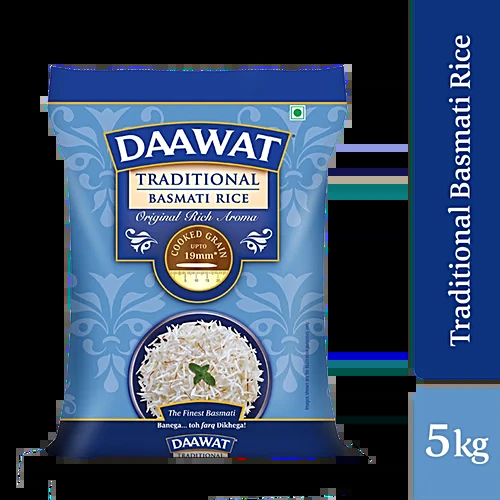 DAAWAT
TRADITIONAL
BASMATI RICE
Original Rich Aroma
COOKED GRAIN
UPTO
19mm*
The Finest Basmati
Banega... toh farq Dikhega!
DAAWAT
TRADITIONAL
Traditional Basmati Rice
5kg